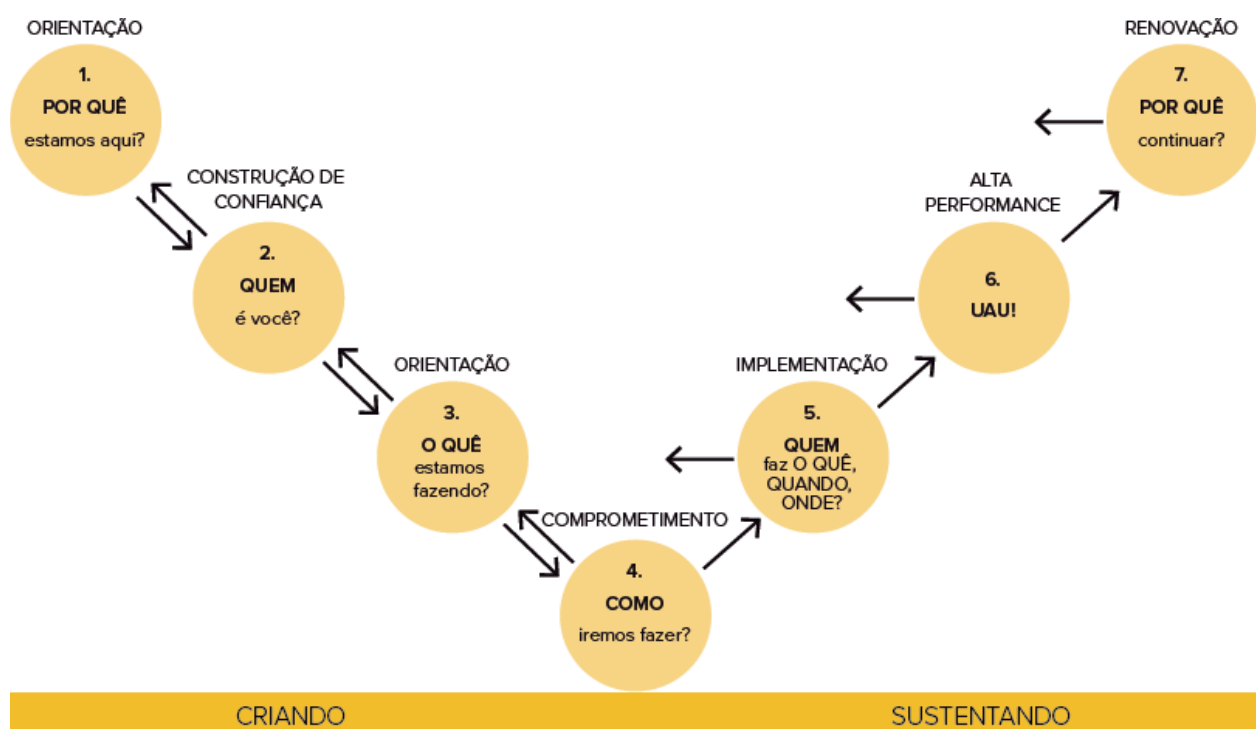 ORIENTAÇÃO
1.
POR QUÊ
estamos aqui?
CONSTRUÇÃO DE
CONFIANÇA
2.
QUEM
é você?
ORIENTAÇÃO
3.
O QUÊ
estamos
fazendo?
COMPROMETIMENTO
4.
COMO
iremos fazer?
IMPLEMENTAÇÃO
5.
QUEM
faz O QUÊ,
QUANDO,
ONDE?
ALTA
PERFORMANCE
6.
UAU!
RENOVAÇÃO
7.
POR QUÊ
continuar?
CRIANDO
SUSTENTANDO